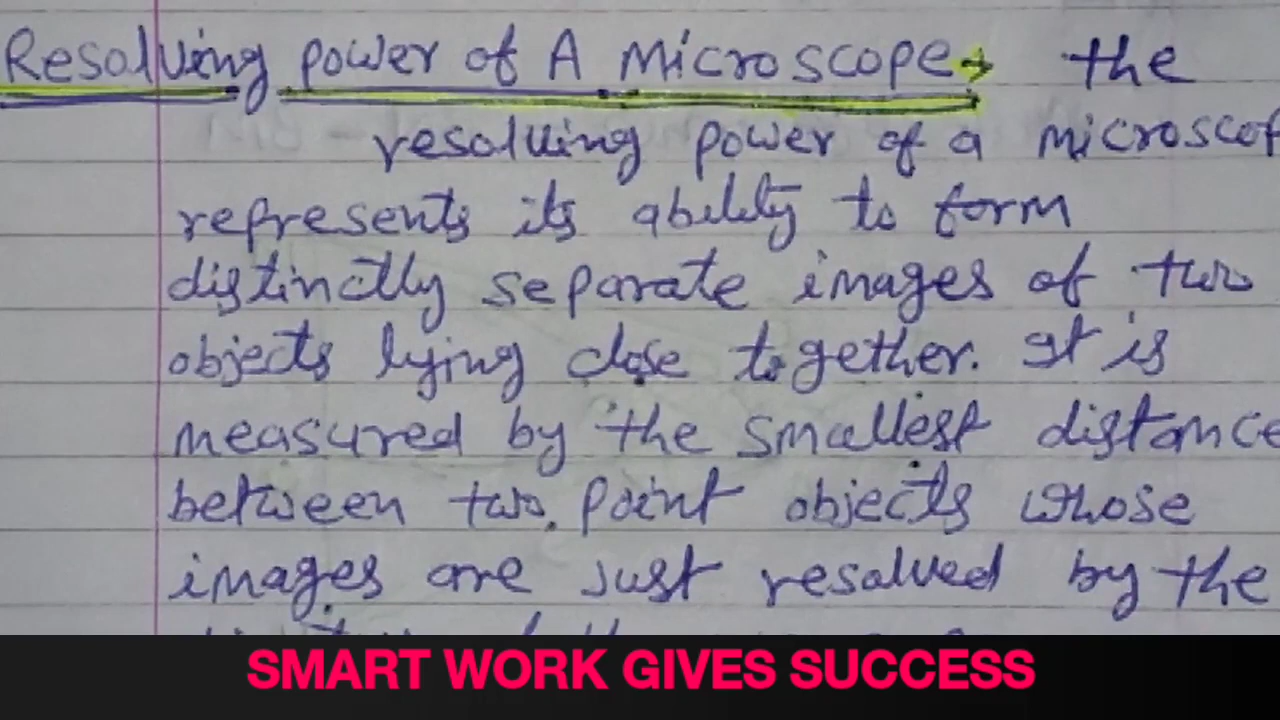 Resolving power of A Microscope→ the
resolving power of a microscop
represents its ability to form
distinctly separate images of two
objects lying close together. It is
measured by the smallest distance
between two point objects whose
images are just resolved by the
SMART WORK GIVES SUCCESS